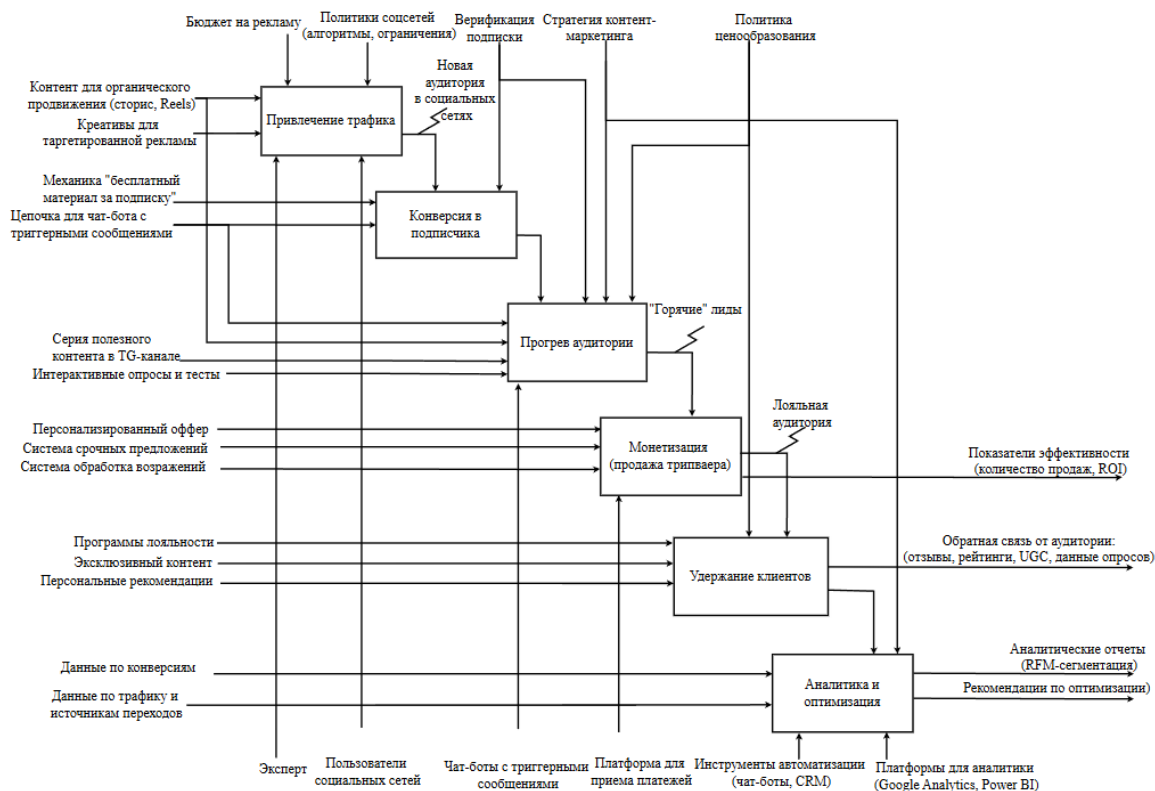 Бюджет на рекламу
Политики соцсетей
(алгоритмы, ограничения)
Верификация
подписки
Стратегия контент-
маркетинга
Политика
ценообразования
Контент для органического
продвижения (сторис, Reels)
Креативы для
таргетированной рекламы
Привлечение трафика
Новая
аудитория
в социальных
сетях
Механика "бесплатный
материал за подписку"
Цепочка для чат-бота с
триггерными сообщениями
Конверсия в
подписчика
"Горячие" лиды
Серия полезного
контента в TG-канале
Интерактивные опросы и тесты
Прогрев аудитории
Лояльная
аудитория
Персонализированный оффер
Система срочных предложений
Система обработка возражений
Монетизация
(продажа трипваера)
Показатели эффективности
(количество продаж, ROI)
Программы лояльности
Эксклюзивный контент
Персональные рекомендации
Удержание клиентов
Обратная связь от аудитории:
(отзывы, рейтинги, UGC, данные опросов)
Данные по конверсиям
Данные по трафику и
источникам переходов
Аналитика и
оптимизация
Аналитические отчеты
(RFM-сегментация)
Рекомендации по оптимизации)
Эксперт
Пользователи
социальных сетей
Чат-боты с триггерными
сообщениями
Платформа для
приема платежей
Инструменты автоматизации
(чат-боты, CRM)
Платформы для аналитики
(Google Analytics, Power BI)